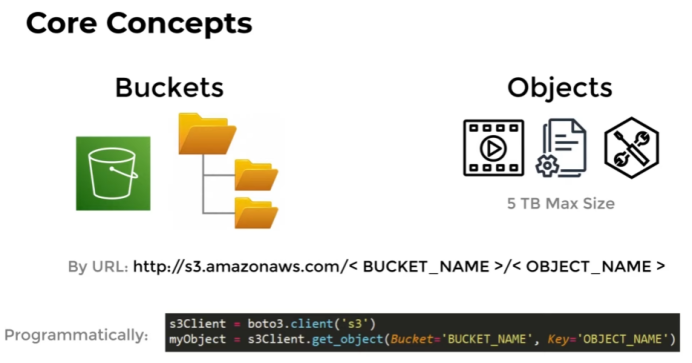 Core Concepts
Buckets
Objects
5 TB Max Size
By URL: http://s3.amazonaws.com/< BUCKET_NAME >/< OBJECT_NAME >
Programmatically:
s3Client = boto3.client('s3')
myObject = s3Client.get_object(Bucket='BUCKET_NAME', Key='OBJECT_NAME')